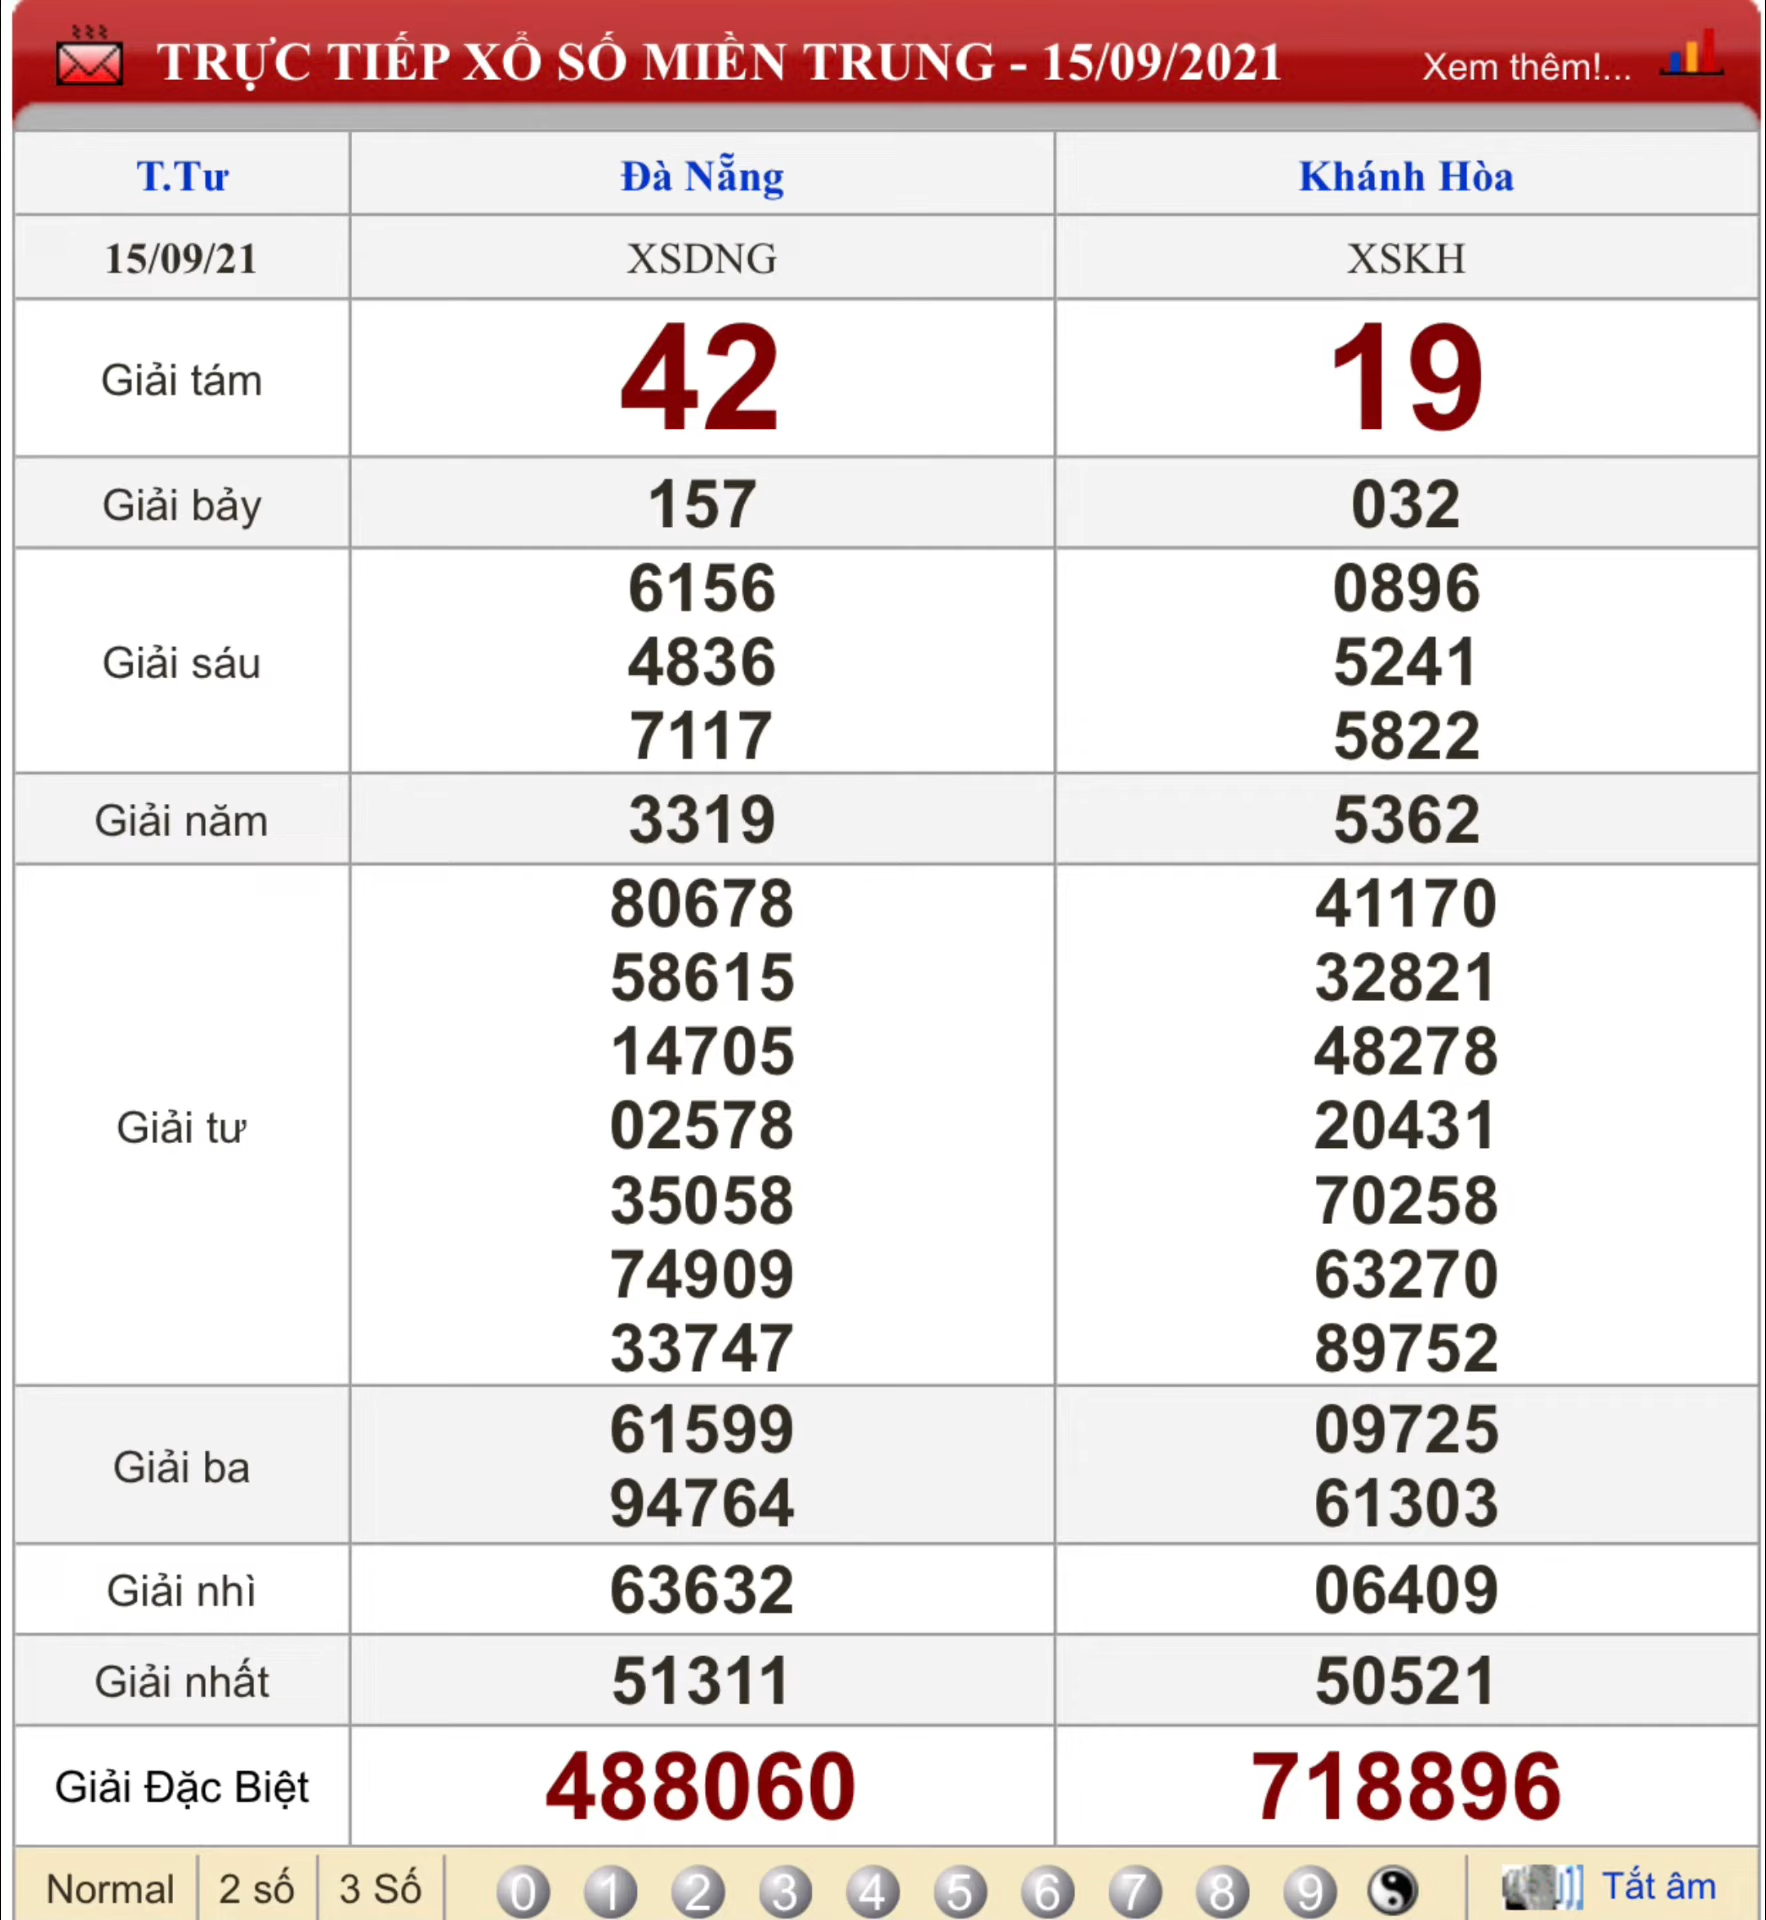 TRỰC TIẾP XỔ SỐ MIỀN TRUNG - 15/09/2021 Xem thêm!...
T.Tư Đà Nẵng Khánh Hòa
15/09/21 XSDNG XSKH
Giải tám 42 19
Giải bảy 157 032
Giải sáu
6156 0896
4836 5241
7117 5822
Giải năm 3319 5362
Giải tư
80678 41170
58615 32821
14705 48278
02578 20431
35058 70258
74909 63270
33747 89752
Giải ba
61599 09725
94764 61303
Giải nhì 63632 06409
Giải nhất 51311 50521
Giải Đặc Biệt 488060 718896
Normal 2 số 3 Số 0 1 2 3 4 5 6 7 8 9 Tắt âm